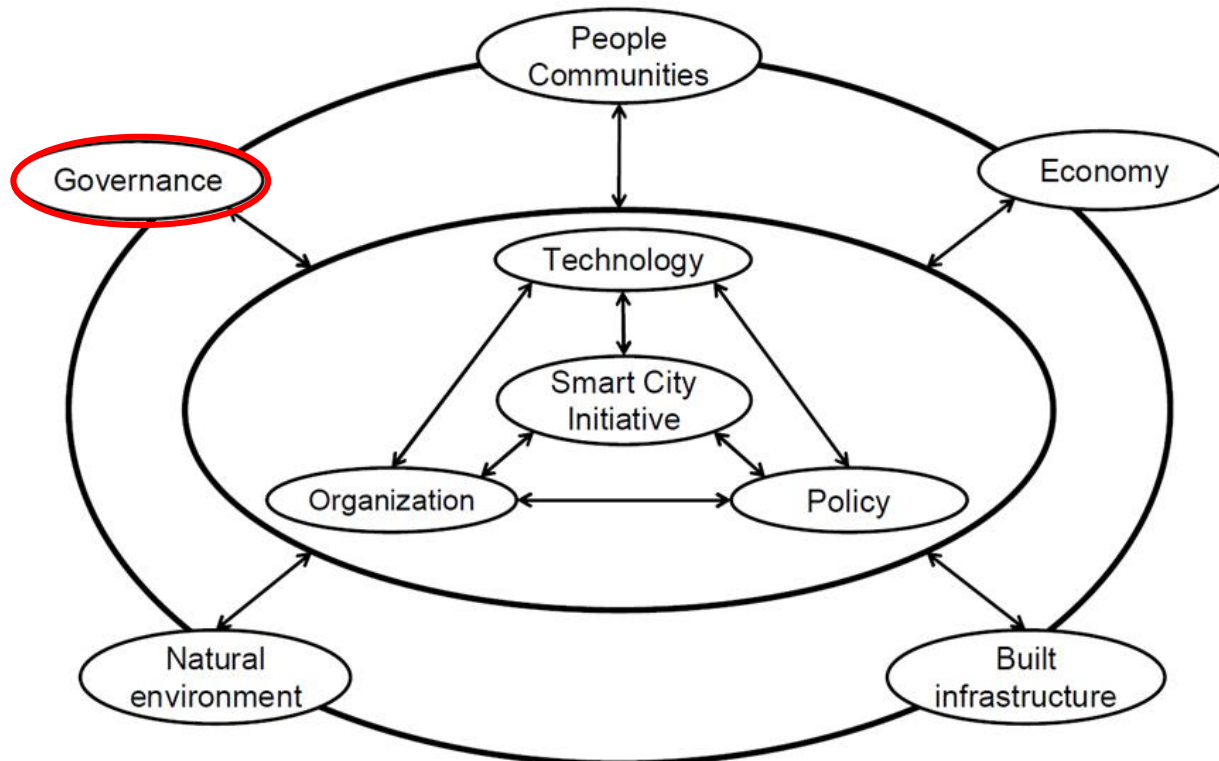 People
Communities
Governance
Economy
Technology
Smart City
Initiative
Organization
Policy
Natural
environment
Built
infrastructure